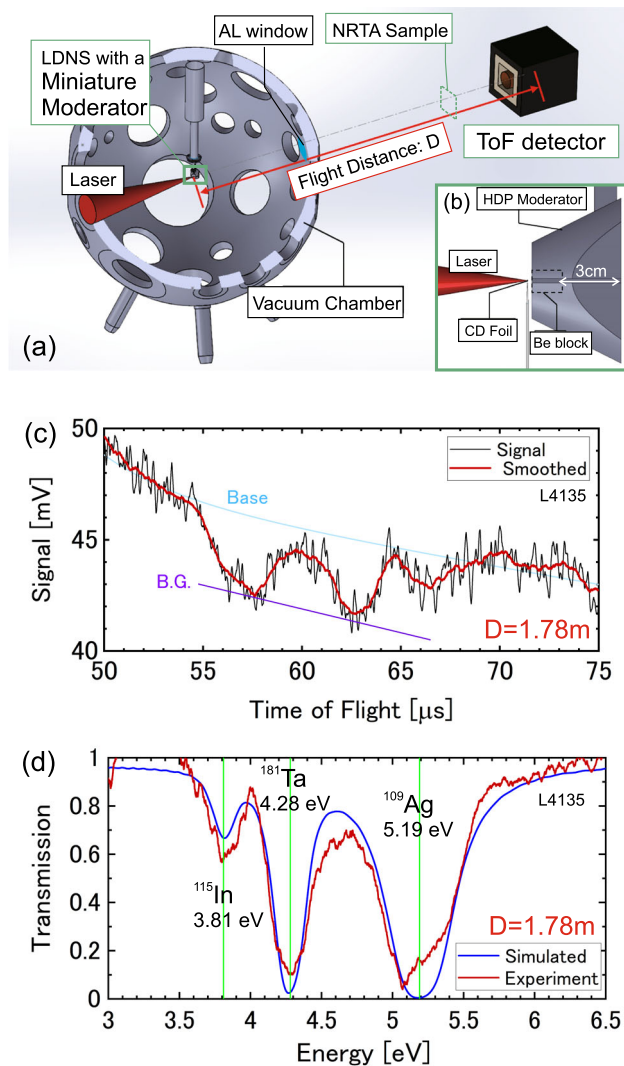 (a)
LDNS with a
Miniature
Moderator
AL window
NRTA Sample
ToF detector
Flight Distance: D
Laser
Vacuum Chamber
(b)
HDP Moderator
Laser
3cm
CD Foil
Be block
(c)
50
45
40
Signal [mV]
Signal
Smoothed
L4135
Base
B.G.
D=1.78m
50 55 60 65 70 75
Time of Flight [μs]
(d)
1
0.8
0.6
0.4
0.2
0
Transmission
¹⁸¹Ta
4.28 eV
¹⁰⁹Ag
5.19 eV
L4135
¹¹⁵In
3.81 eV
D=1.78m
Simulated
Experiment
3 3.5 4 4.5 5 5.5 6 6.5
Energy [eV]